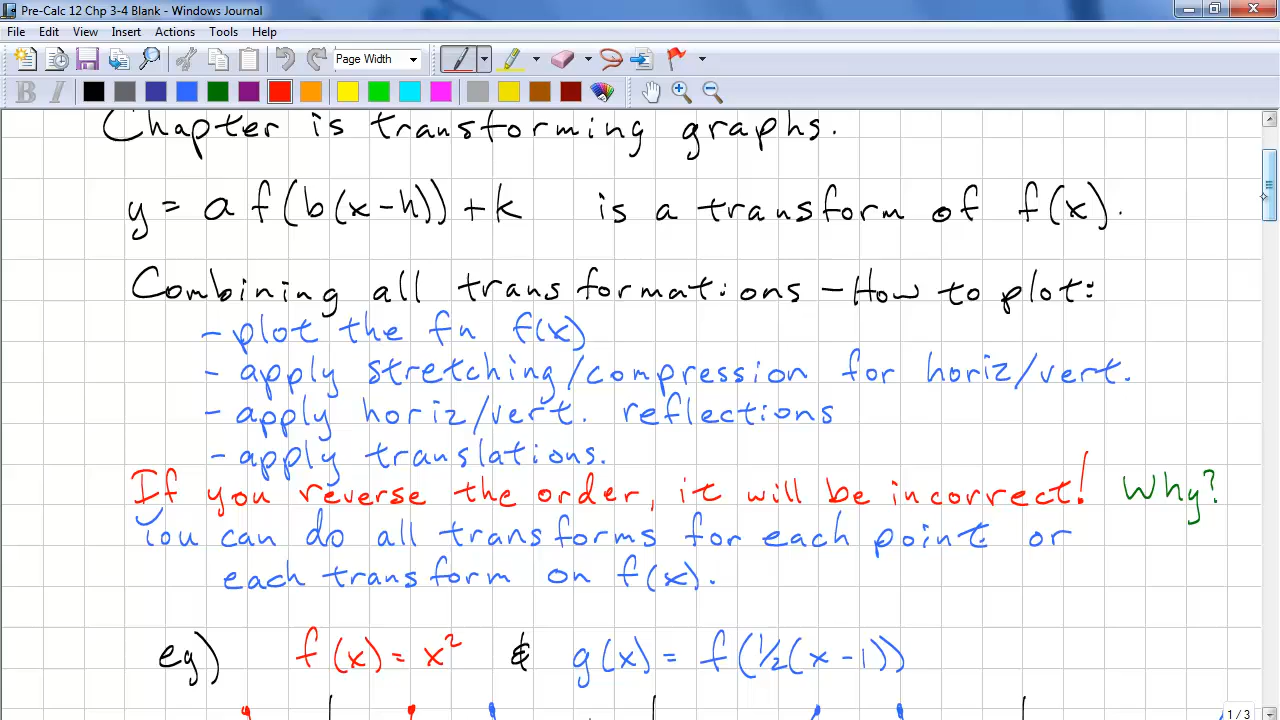 Pre-Calc 12 Chp 3-4 Blank - Windows Journal
File Edit View Insert Actions Tools Help
Page Width
B I
Chapter is transforming graphs.
y = a f(b(x-h)) + k is a transform of f(x).
Combining all transformations - How to plot:
- plot the fn f(x)
- apply stretching/compression for horiz/vert.
- apply horiz/vert. reflections
- apply translations.
If you reverse the order, it will be incorrect! Why?
You can do all transforms for each point or
each transform on f(x).
eg) f(x) = x² & g(x) = f(½(x-1))
1 / 3